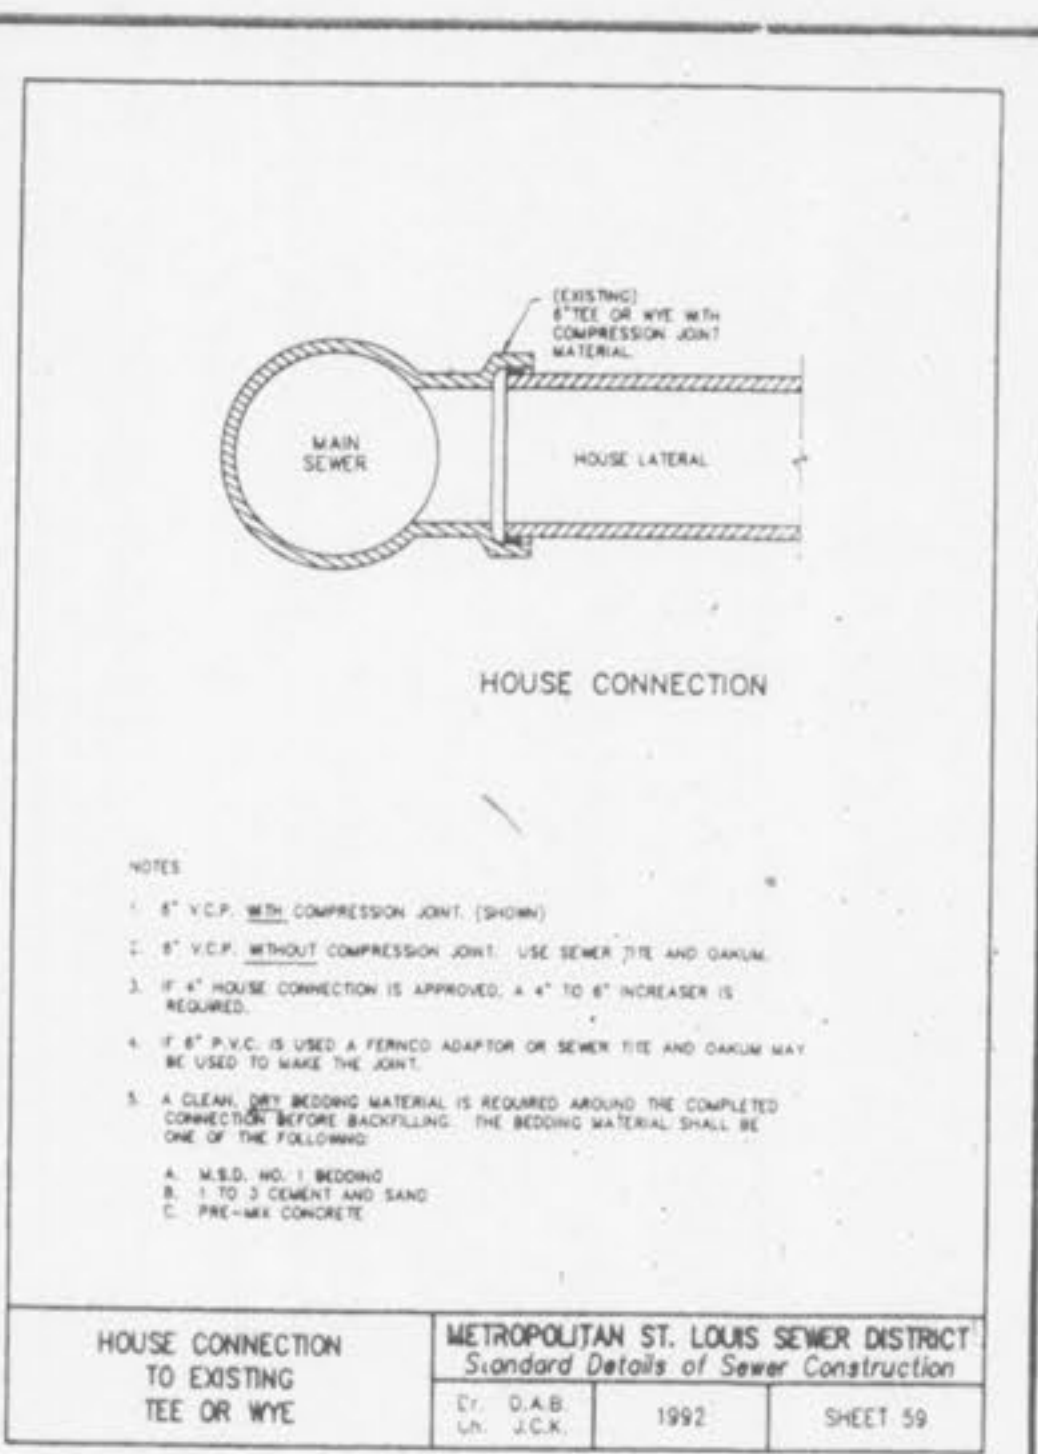 (EXISTING)
6" TEE OR WYE WITH
COMPRESSION JOINT
MATERIAL.
MAIN
SEWER
HOUSE LATERAL
HOUSE CONNECTION
NOTES
1. 6" V.C.P. WITH COMPRESSION JOINT. (SHOWN)
2. 6" V.C.P. WITHOUT COMPRESSION JOINT. USE SEWER TITE AND OAKUM.
3. IF 4" HOUSE CONNECTION IS APPROVED, A 4" TO 6" INCREASER IS
REQUIRED.
4. IF 6" P.V.C. IS USED A FERNCO ADAPTOR OR SEWER TITE AND OAKUM MAY
BE USED TO MAKE THE JOINT.
5. A CLEAN, DRY BEDDING MATERIAL IS REQUIRED AROUND THE COMPLETED
CONNECTION BEFORE BACKFILLING. THE BEDDING MATERIAL SHALL BE
ONE OF THE FOLLOWING:
A. M.S.D. NO. 1 BEDDING
B. 1 TO 3 CEMENT AND SAND
C. PRE-MIX CONCRETE
HOUSE CONNECTION
TO EXISTING
TEE OR WYE
METROPOLITAN ST. LOUIS SEWER DISTRICT
Standard Details of Sewer Construction
Dr. D.A.B.
Ch. J.C.K.
1992
SHEET 59